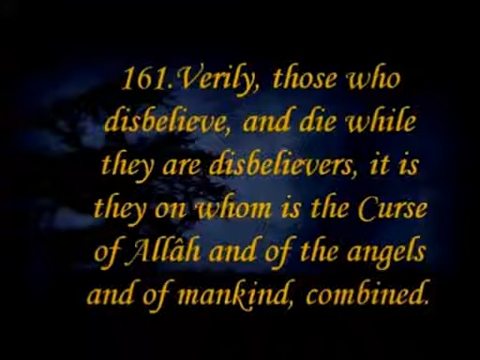 161.Verily, those who
disbelieve, and die while
they are disbelievers, it is
they on whom is the Curse
of Allâh and of the angels
and of mankind, combined.